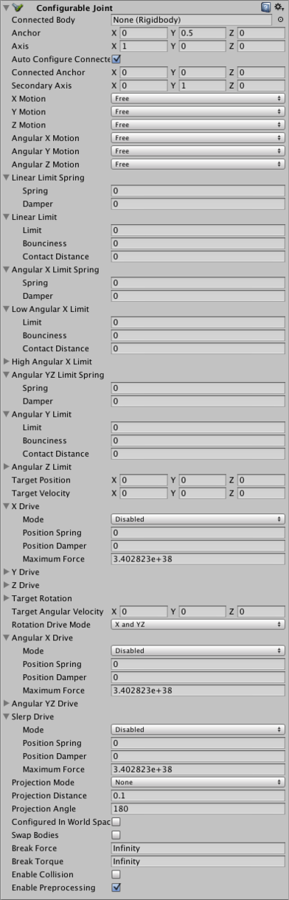 Configurable Joint
Connected Body None (Rigidbody)
Anchor X 0 Y 0.5 Z 0
Axis X 1 Y 0 Z 0
Auto Configure Connecte
Connected Anchor X 0 Y 0 Z 0
Secondary Axis X 0 Y 1 Z 0
X Motion Free
Y Motion Free
Z Motion Free
Angular X Motion Free
Angular Y Motion Free
Angular Z Motion Free
Linear Limit Spring
Spring 0
Damper 0
Linear Limit
Limit 0
Bounciness 0
Contact Distance 0
Angular X Limit Spring
Spring 0
Damper 0
Low Angular X Limit
Limit 0
Bounciness 0
Contact Distance 0
High Angular X Limit
Angular YZ Limit Spring
Spring 0
Damper 0
Angular Y Limit
Limit 0
Bounciness 0
Contact Distance 0
Angular Z Limit
Target Position X 0 Y 0 Z 0
Target Velocity X 0 Y 0 Z 0
X Drive
Mode Disabled
Position Spring 0
Position Damper 0
Maximum Force 3.402823e+38
Y Drive
Z Drive
Target Rotation
Target Angular Velocity X 0 Y 0 Z 0
Rotation Drive Mode X and YZ
Angular X Drive
Mode Disabled
Position Spring 0
Position Damper 0
Maximum Force 3.402823e+38
Angular YZ Drive
Slerp Drive
Mode Disabled
Position Spring 0
Position Damper 0
Maximum Force 3.402823e+38
Projection Mode None
Projection Distance 0.1
Projection Angle 180
Configured In World Spac
Swap Bodies
Break Force Infinity
Break Torque Infinity
Enable Collision
Enable Preprocessing